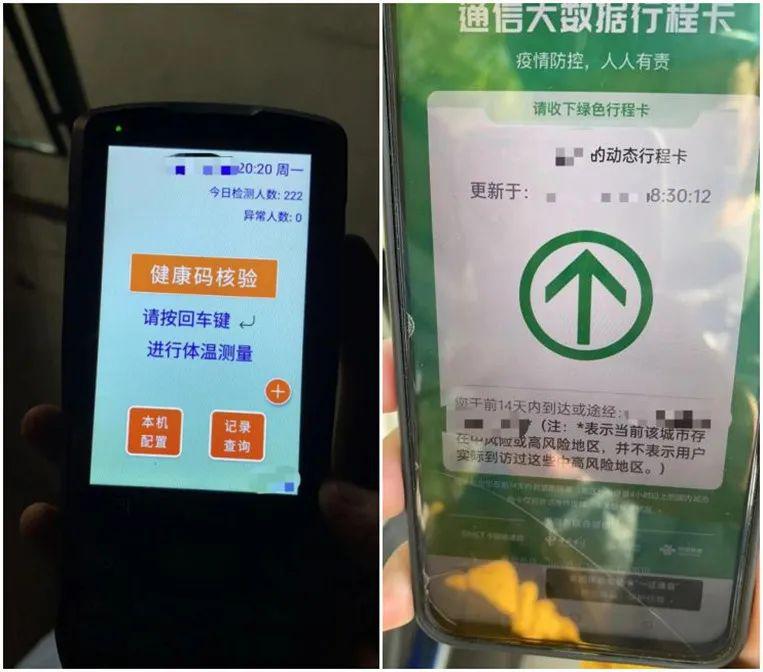 20:20 周一
今日检测人数: 222
异常人数: 0
健康码核验
请按回车键
进行体温测量
+
本机
配置
记录
查询
通信大数据行程卡
疫情防控，人人有责
请收下绿色行程卡
的动态行程卡
更新于：
8:30:12
您于前14天内到达或途经：
（注：*表示当前该城市存
在中风险或高风险地区，并不表示用户
实际到访过这些中高风险地区。）